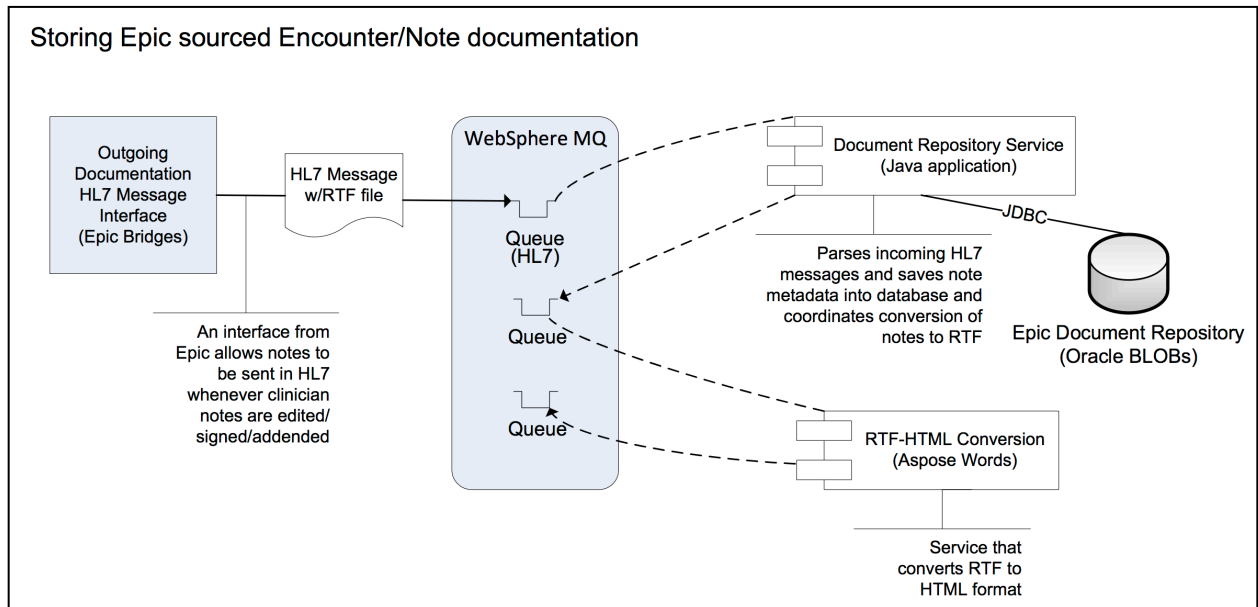 Storing Epic sourced Encounter/Note documentation
Outgoing
Documentation
HL7 Message
Interface
(Epic Bridges)
HL7 Message
w/RTF file
An interface from
Epic allows notes to
be sent in HL7
whenever clinician
notes are edited/
signed/addended
WebSphere MQ
Queue
(HL7)
Queue
Queue
Document Repository Service
(Java application)
JDBC
Parses incoming HL7
messages and saves note
metadata into database and
coordinates conversion of
notes to RTF
Epic Document Repository
(Oracle BLOBs)
RTF-HTML Conversion
(Aspose Words)
Service that
converts RTF to
HTML format